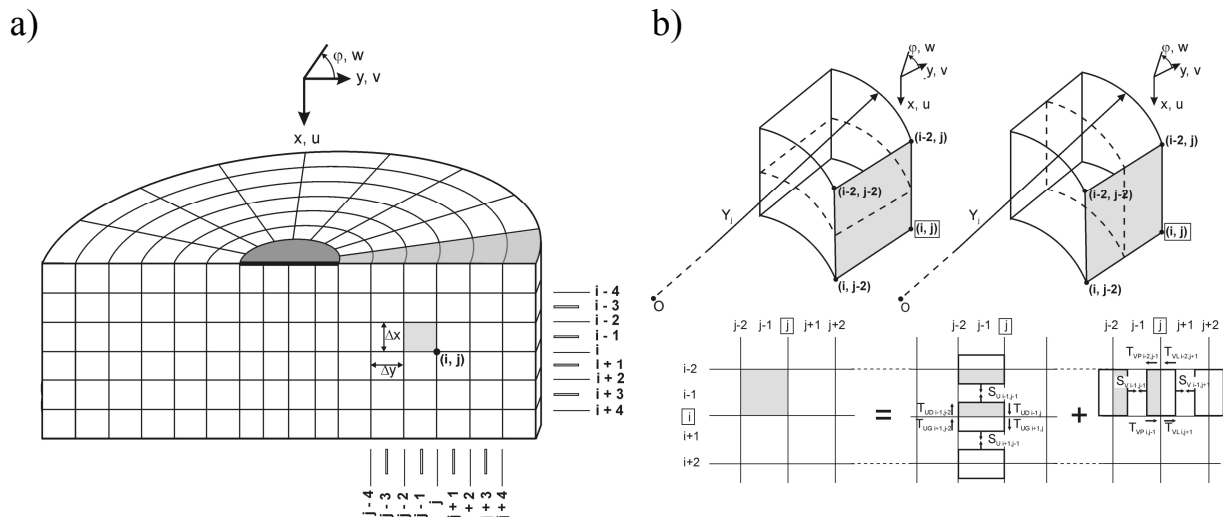 a)
φ, w
y, v
x, u
i - 4
i - 3
i - 2
i - 1
i
i + 1
i + 2
i + 3
i + 4
Δx
Δy
(i, j)
j - 4
j - 3
j - 2
j - 1
j
j + 1
j + 2
j + 3
j + 4
b)
φ, w
y, v
x, u
(i-2, j)
(i-2, j-2)
(i, j)
(i, j-2)
Y_j
O
φ, w
y, v
x, u
(i-2, j)
(i-2, j-2)
(i, j)
(i, j-2)
Y_j
O
j-2 j-1 j j+1 j+2
i-2
i-1
i
i+1
i+2
=
j-2 j-1 j
S_U i-1,j-1
T_UD i-1,j-2 T_UD i-1,j
T_UG i+1,j-2 T_UG i+1,j
S_U i+1,j-1
+
j-2 j-1 j j+1 j+2
T_VP i-2,j-1 T_VL i-2,j+1
S_V i-1,j-1 S_V i-1,j+1
T_VP i,j-1 T_VL i,j+1